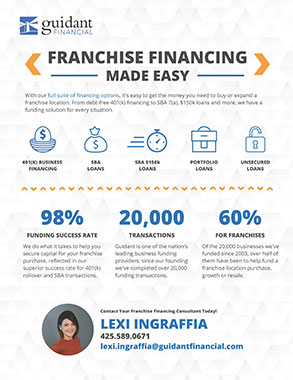 guidant
FINANCIAL
FRANCHISE FINANCING
MADE EASY
With our full suite of financing options, it's easy to get the money you need to buy or expand a
franchise location. From debt-free 401(k) financing to SBA 7(a), $150k loans and more, we have a
funding solution for every situation.
401(K) BUSINESS
FINANCING
SBA
LOANS
SBA $150k
LOANS
PORTFOLIO
LOANS
UNSECURED
LOANS
98%
FUNDING SUCCESS RATE
We do what it takes to help you
secure capital for your franchise
purchase, reflected in our
superior success rate for 401(k)
rollover and SBA transactions.
20,000
TRANSACTIONS
Guidant is one of the nation's
leading business funding
providers: since our founding
we've completed over 20,000
funding transactions.
60%
FOR FRANCHISES
Of the 20,000 businesses we've
funded since 2003, over half of
them have been to help fund a
franchise location purchase,
growth or resale.
Contact Your Franchise Financing Consultant Today!
LEXI INGRAFFIA
425.589.0671
lexi.ingraffia@guidantfinancial.com